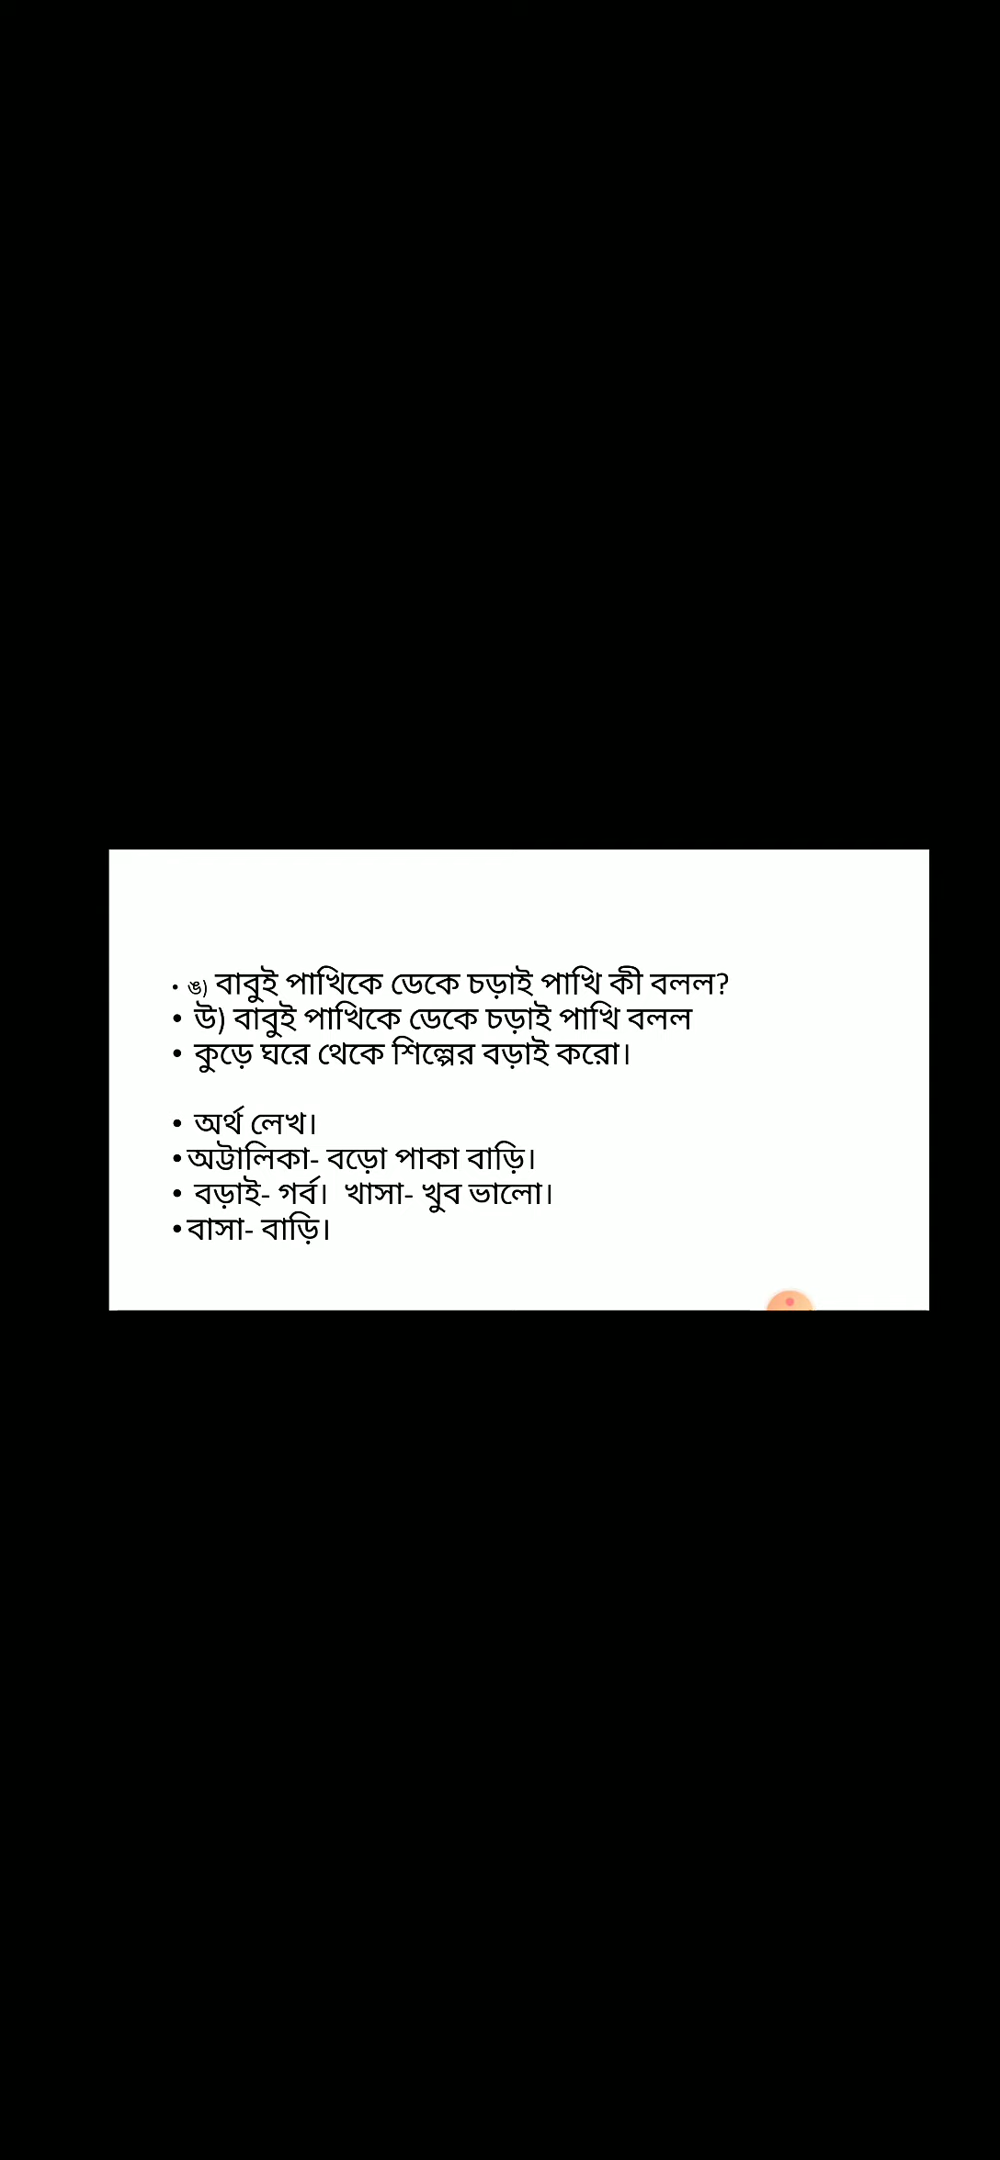 • ঙ) বাবুই পাখিকে ডেকে চড়াই পাখি কী বলল?
• উ) বাবুই পাখিকে ডেকে চড়াই পাখি বলল
• কুড়ে ঘরে থেকে শিল্পের বড়াই করো।
• অর্থ লেখ।
• অট্টালিকা- বড়ো পাকা বাড়ি।
• বড়াই- গর্ব। খাসা- খুব ভালো।
• বাসা- বাড়ি।